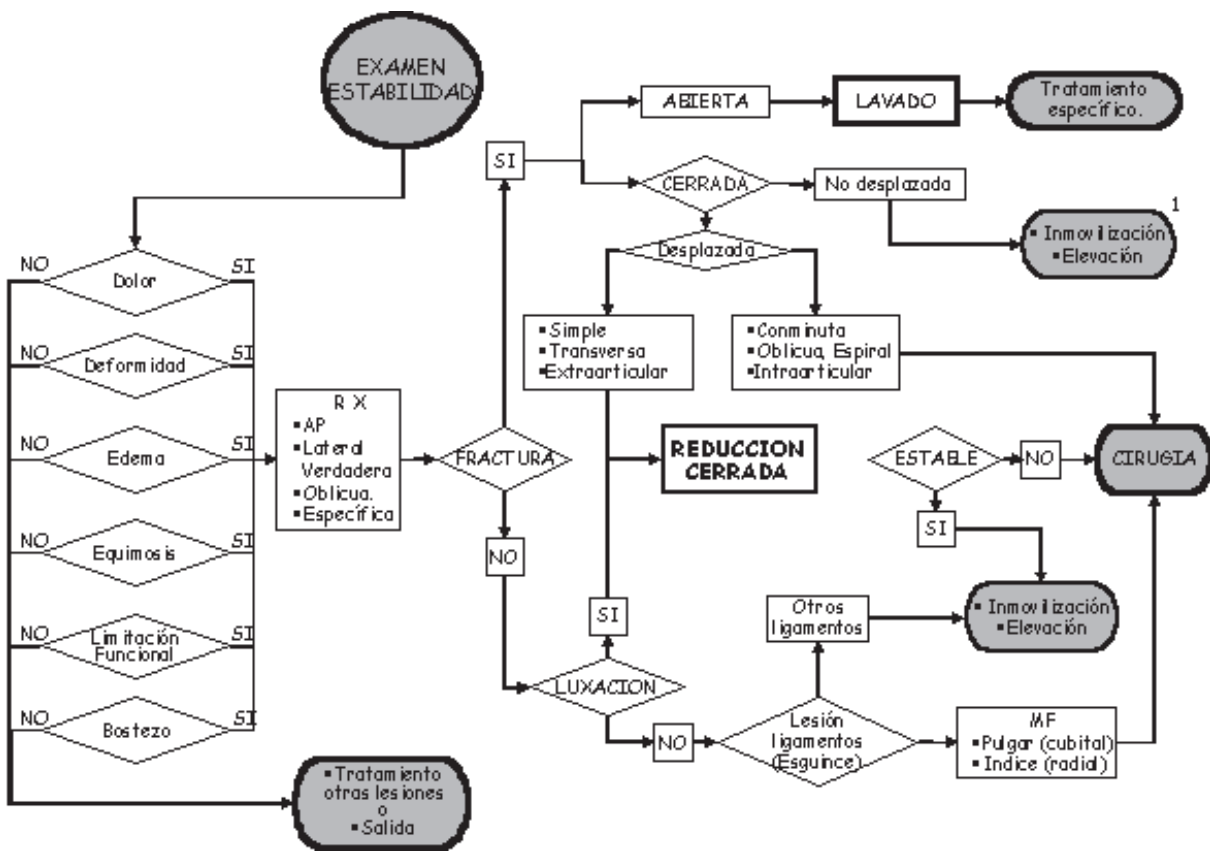 EXAMEN
ESTABILIDAD
NO
Dolor
SI
NO
Deformidad
SI
NO
Edema
SI
NO
Equimosis
SI
NO
Limitación
Funcional
SI
NO
Bostezo
SI
▪Tratamiento
otras lesiones
o
▪Salida
R X
▪AP
▪Lateral
Verdadera
▪Oblicua.
▪Específica
FRACTURA
SI
ABIERTA
LAVADO
Tratamiento
específico.
CERRADA
No desplazada
1
▪Inmovilización
▪Elevación
Desplazada
▪Simple
▪Transversa
▪Extraarticular
▪Conminuta
▪Oblicua, Espiral
▪Intraarticular
REDUCCION
CERRADA
ESTABLE
NO
CIRUGIA
SI
▪Inmovilización
▪Elevación
NO
LUXACION
SI
NO
Lesión
ligamentos
(Esguince)
Otros
ligamentos
MF
▪Pulgar (cubital)
▪Indice (radial)